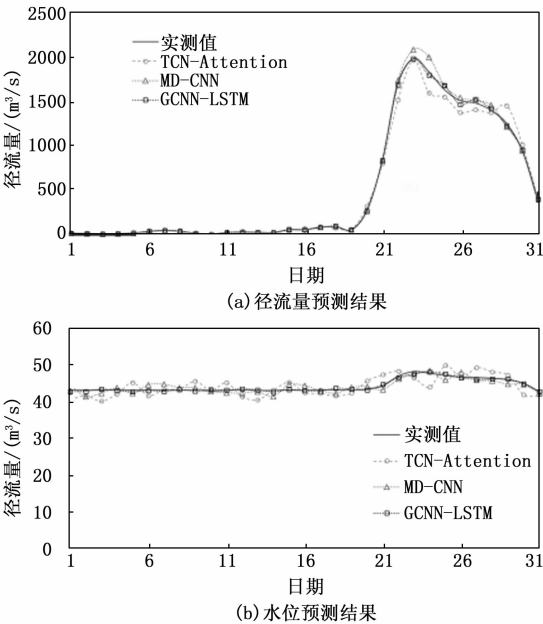 2500
2000
1500
1000
500
0
径流量/(m³/s)
实测值
TCN-Attention
MD-CNN
GCNN-LSTM
1 6 11 16 21 26 31
日期
(a)径流量预测结果
60
50
40
30
20
10
0
径流量/(m³/s)
实测值
TCN-Attention
MD-CNN
GCNN-LSTM
1 6 11 16 21 26 31
日期
(b)水位预测结果